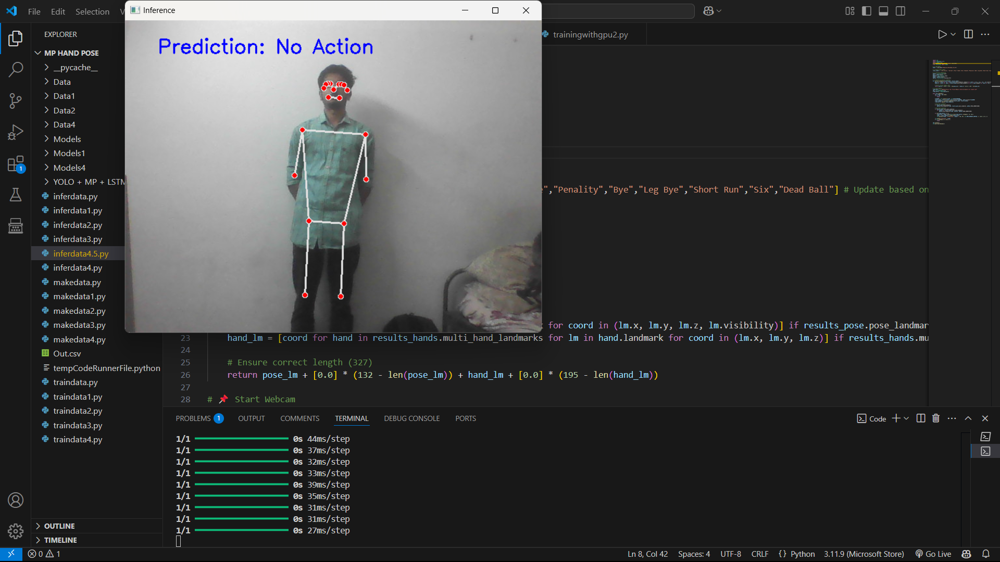 File Edit Selection V
Inference
EXPLORER
trainingwithgpu2.py
MP HAND POSE
__pycache__
Data
Data1
Data2
Data4
Models
Models1
Models4
YOLO + MP + LSTM
inferdata.py
inferdata1.py
inferdata2.py
inferdata3.py
inferdata4.5.py
inferdata4.py
makedata.py
makedata1.py
makedata2.py
makedata3.py
makedata4.py
Out.csv
tempCodeRunnerFile.python
traindata.py
traindata1.py
traindata2.py
traindata3.py
traindata4.py
OUTLINE
TIMELINE
1
Prediction: No Action
","Penality","Bye","Leg Bye","Short Run","Six","Dead Ball"] # Update based on
for coord in (lm.x, lm.y, lm.z, lm.visibility)] if results_pose.pose_landmar
23 hand_lm = [coord for hand in results_hands.multi_hand_landmarks for lm in hand.landmark for coord in (lm.x, lm.y, lm.z)] if results_hands.mu
24
25 # Ensure correct length (327)
26 return pose_lm + [0.0] * (132 - len(pose_lm)) + hand_lm + [0.0] * (195 - len(hand_lm))
27
28 # 📌 Start Webcam
PROBLEMS 1 OUTPUT COMMENTS TERMINAL DEBUG CONSOLE PORTS
Code
1/1 0s 44ms/step
1/1 0s 37ms/step
1/1 0s 32ms/step
1/1 0s 33ms/step
1/1 0s 39ms/step
1/1 0s 35ms/step
1/1 0s 31ms/step
1/1 0s 31ms/step
1/1 0s 27ms/step
0 1 Ln 8, Col 42 Spaces: 4 UTF-8 CRLF {} Python 3.11.9 (Microsoft Store) Go Live